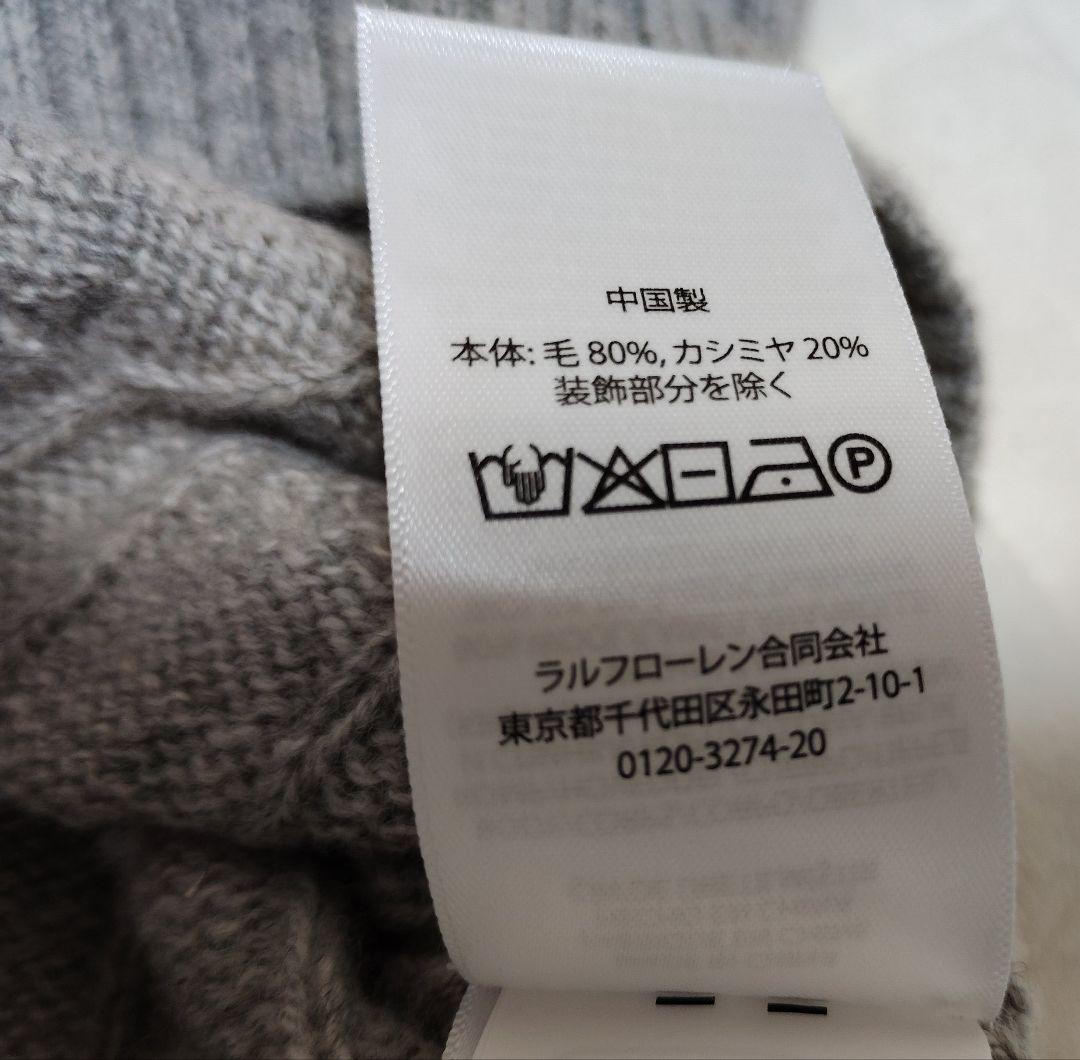 中国製
本体: 毛 80%, カシミヤ 20%
装飾部分を除く
P
ラルフローレン合同会社
東京都千代田区永田町2-10-1
0120-3274-20